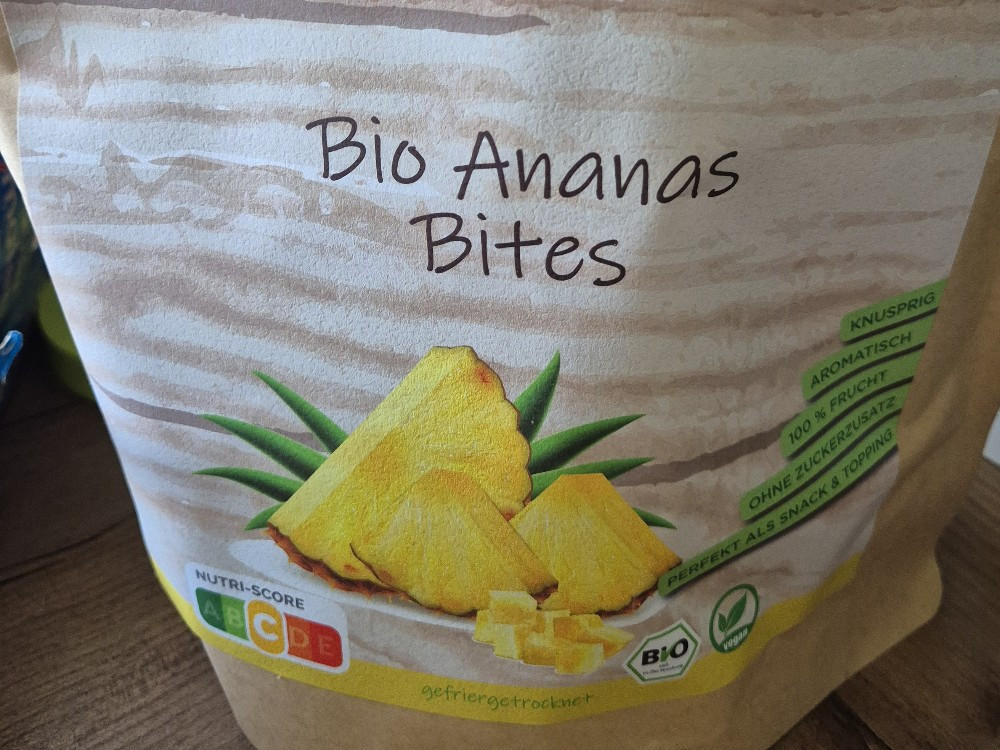 Bio Ananas
Bites
KNUSPRIG
AROMATISCH
100 % FRUCHT
OHNE ZUCKERZUSATZ
PERFEKT ALS SNACK & TOPPING
NUTRI-SCORE
A B C D E
BIO
vegan
gefriergetrocknet